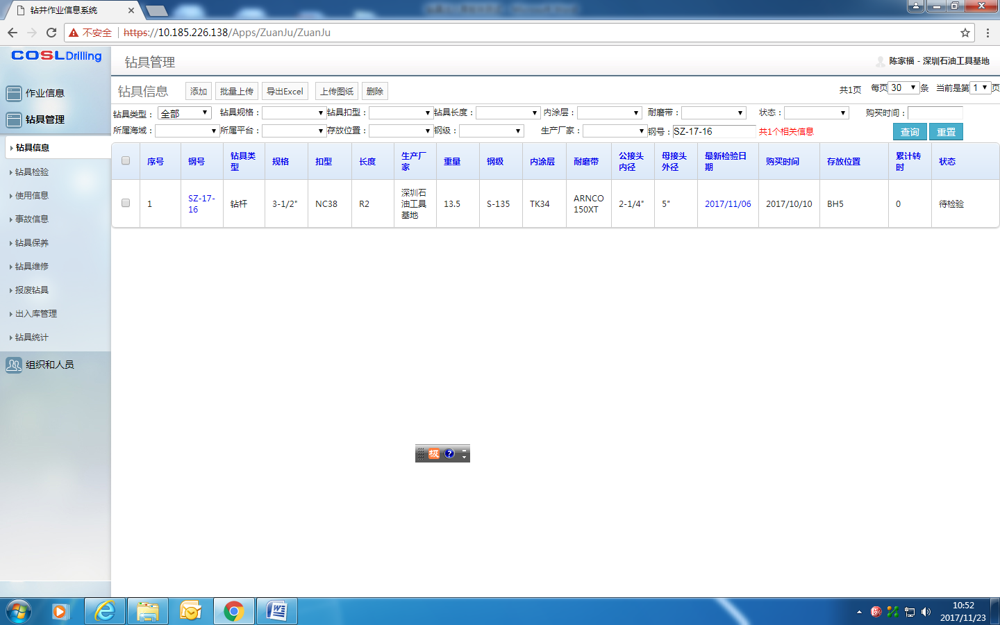 钻井作业信息系统
不安全 https://10.185.226.138/Apps/ZuanJu/ZuanJu
COSL Drilling
钻具管理
陈家福 - 深圳石油工具基地
作业信息
钻具管理
钻具信息
钻具检验
使用信息
事故信息
钻具保养
钻具维修
报废钻具
出入库管理
钻具统计
组织和人员
钻具信息 添加 批量上传 导出Excel 上传图纸 删除 共1页 每页 30 条 当前是第 1 页
钻具类型： 全部 钻具规格： 钻具扣型： 钻具长度： 内涂层： 耐磨带： 状态： 购买时间：
所属海域： 所属平台： 存放位置： 钢级： 生产厂家： 钢号： SZ-17-16 共1个相关信息 查询 重置
序号 钢号 钻具类型 规格 扣型 长度 生产厂家 重量 钢级 内涂层 耐磨带 公接头内径 母接头外径 最新检验日期 购买时间 存放位置 累计转时 状态
1 SZ-17-16 钻杆 3-1/2" NC38 R2 深圳石油工具基地 13.5 S-135 TK34 ARNCO 150XT 2-1/4" 5" 2017/11/06 2017/10/10 BH5 0 待检验
10:52
2017/11/23